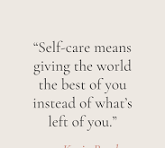 “Self-care means
giving the world
the best of you
instead of what’s
left of you.”